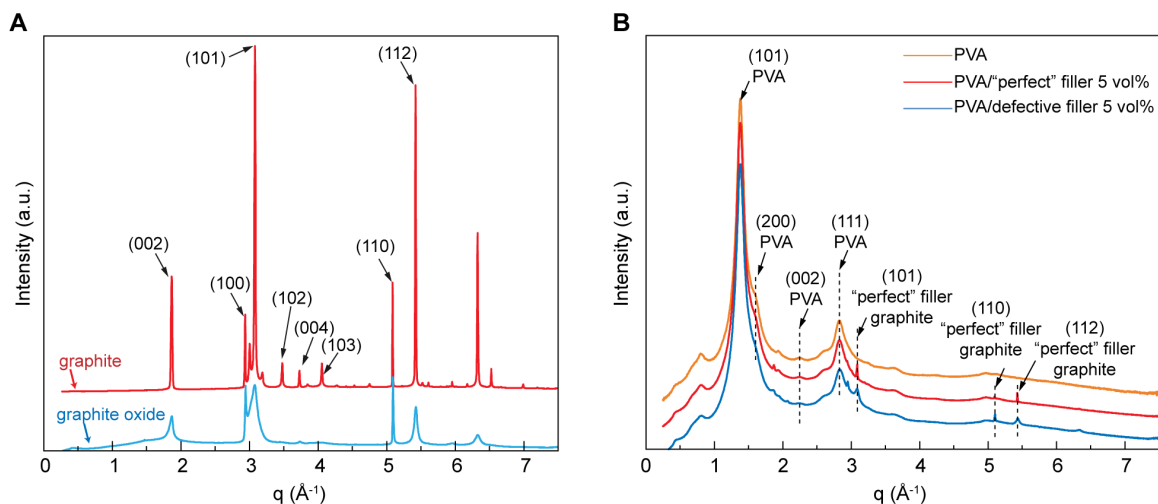 A
(101)
(112)
(002)
(110)
(100)
(102)
(004)
(103)
graphite
graphite oxide
Intensity (a.u.)
0 1 2 3 4 5 6 7
q (Å⁻¹)
B
PVA
PVA/“perfect” filler 5 vol%
PVA/defective filler 5 vol%
(101)
PVA
(200)
PVA
(111)
PVA
(002)
PVA
(101)
“perfect” filler
graphite
(110)
“perfect” filler
graphite
(112)
“perfect” filler
graphite
Intensity (a.u.)
0 1 2 3 4 5 6 7
q (Å⁻¹)